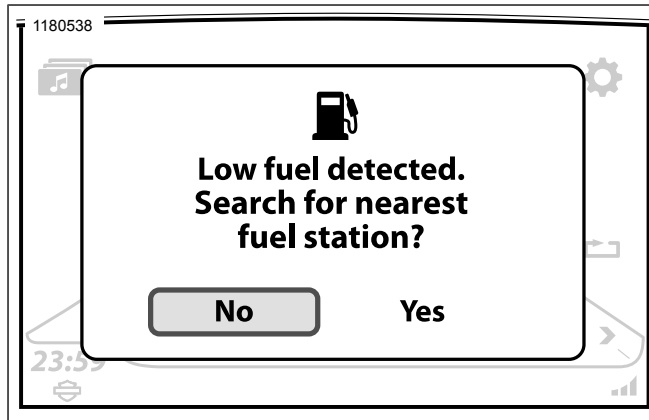 1180538
Low fuel detected.
Search for nearest
fuel station?
No Yes
23:59